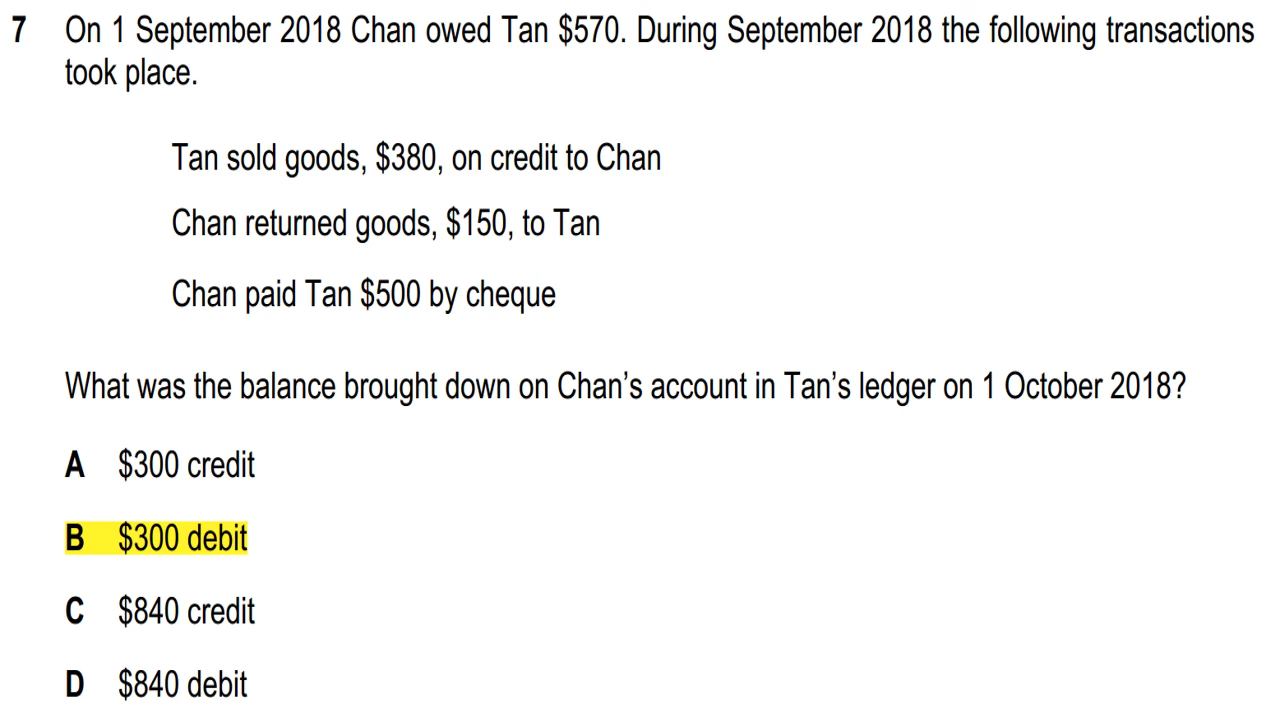 7 On 1 September 2018 Chan owed Tan $570. During September 2018 the following transactions
took place.
Tan sold goods, $380, on credit to Chan
Chan returned goods, $150, to Tan
Chan paid Tan $500 by cheque
What was the balance brought down on Chan’s account in Tan’s ledger on 1 October 2018?
A $300 credit
B $300 debit
C $840 credit
D $840 debit